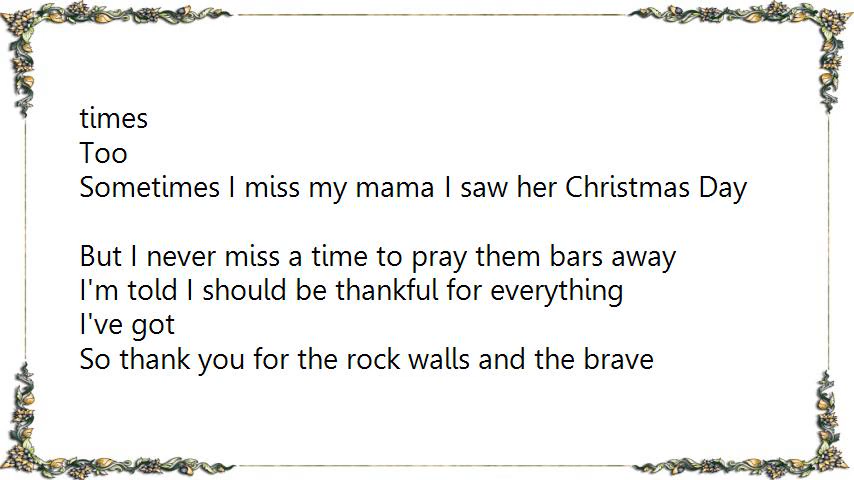 times
Too
Sometimes I miss my mama I saw her Christmas Day
But I never miss a time to pray them bars away
I'm told I should be thankful for everything
I've got
So thank you for the rock walls and the brave